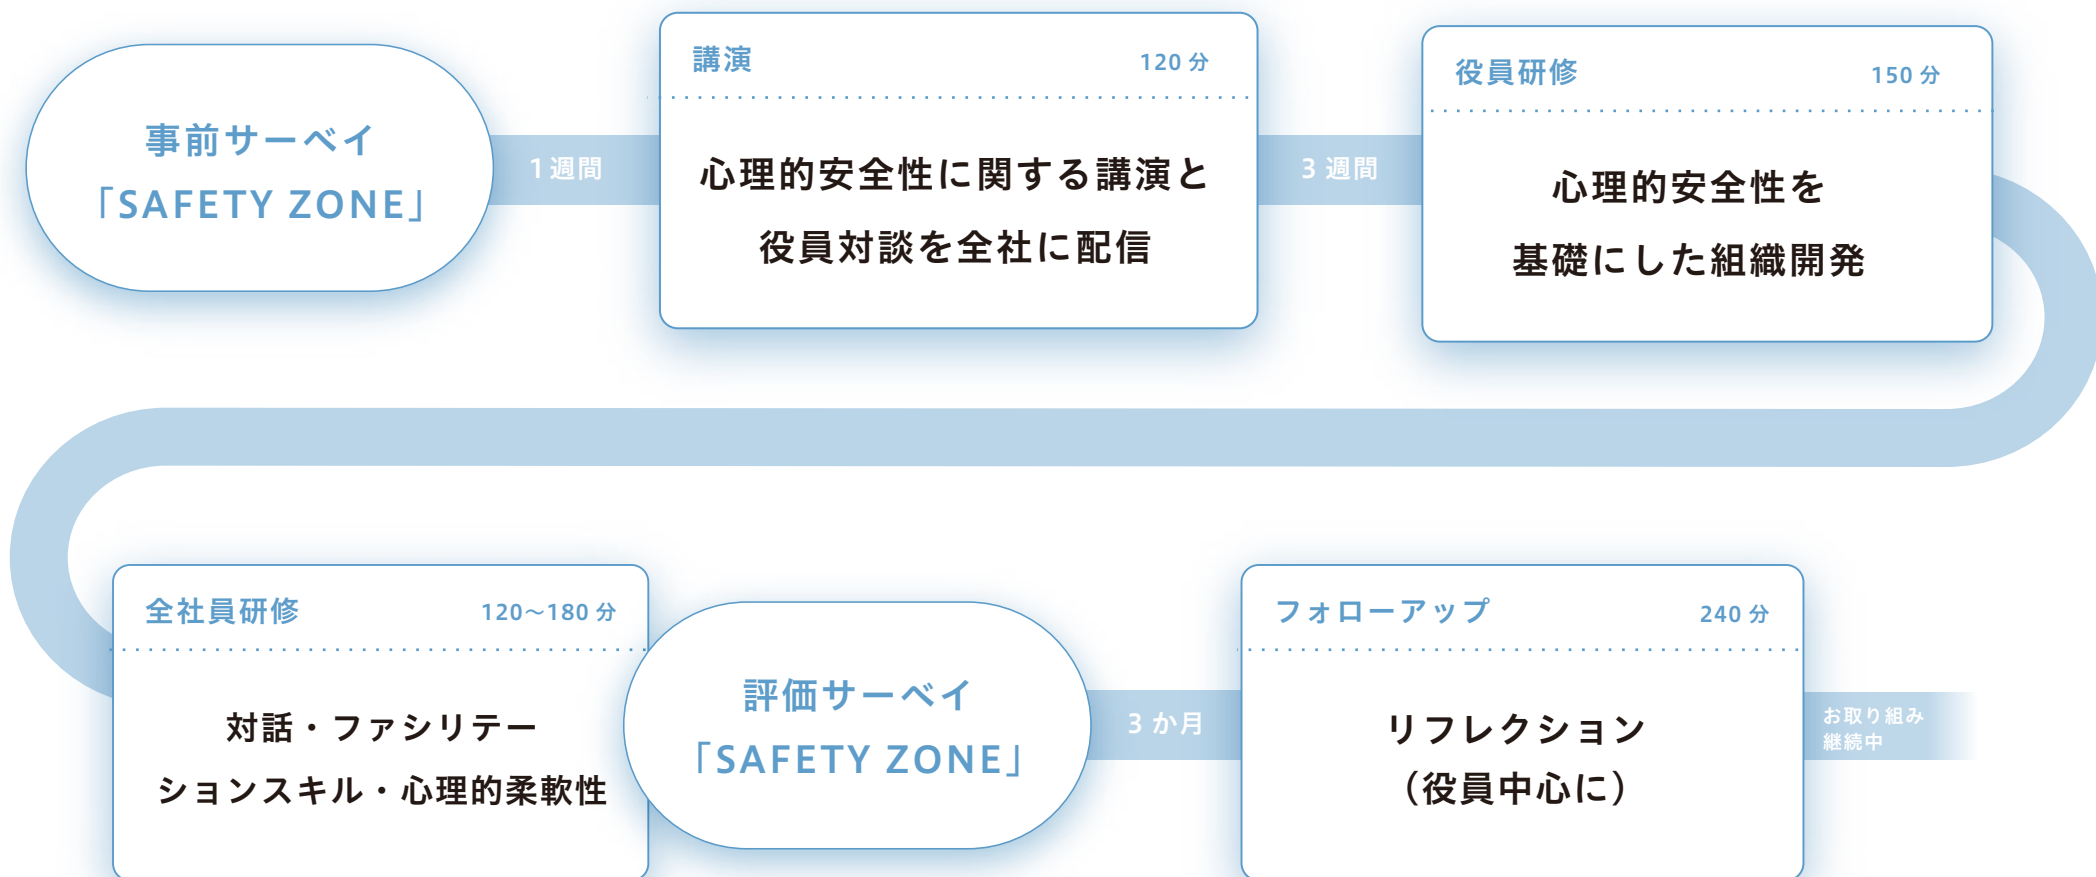 事前サーベイ
「SAFETY ZONE」
1週間
講演
120 分
心理的安全性に関する講演と
役員対談を全社に配信
3 週間
役員研修
150 分
心理的安全性を
基礎にした組織開発
全社員研修
120〜180 分
対話・ファシリテー
ションスキル・心理的柔軟性
評価サーベイ
「SAFETY ZONE」
3 か月
フォローアップ
240 分
リフレクション
（役員中心に）
お取り組み
継続中